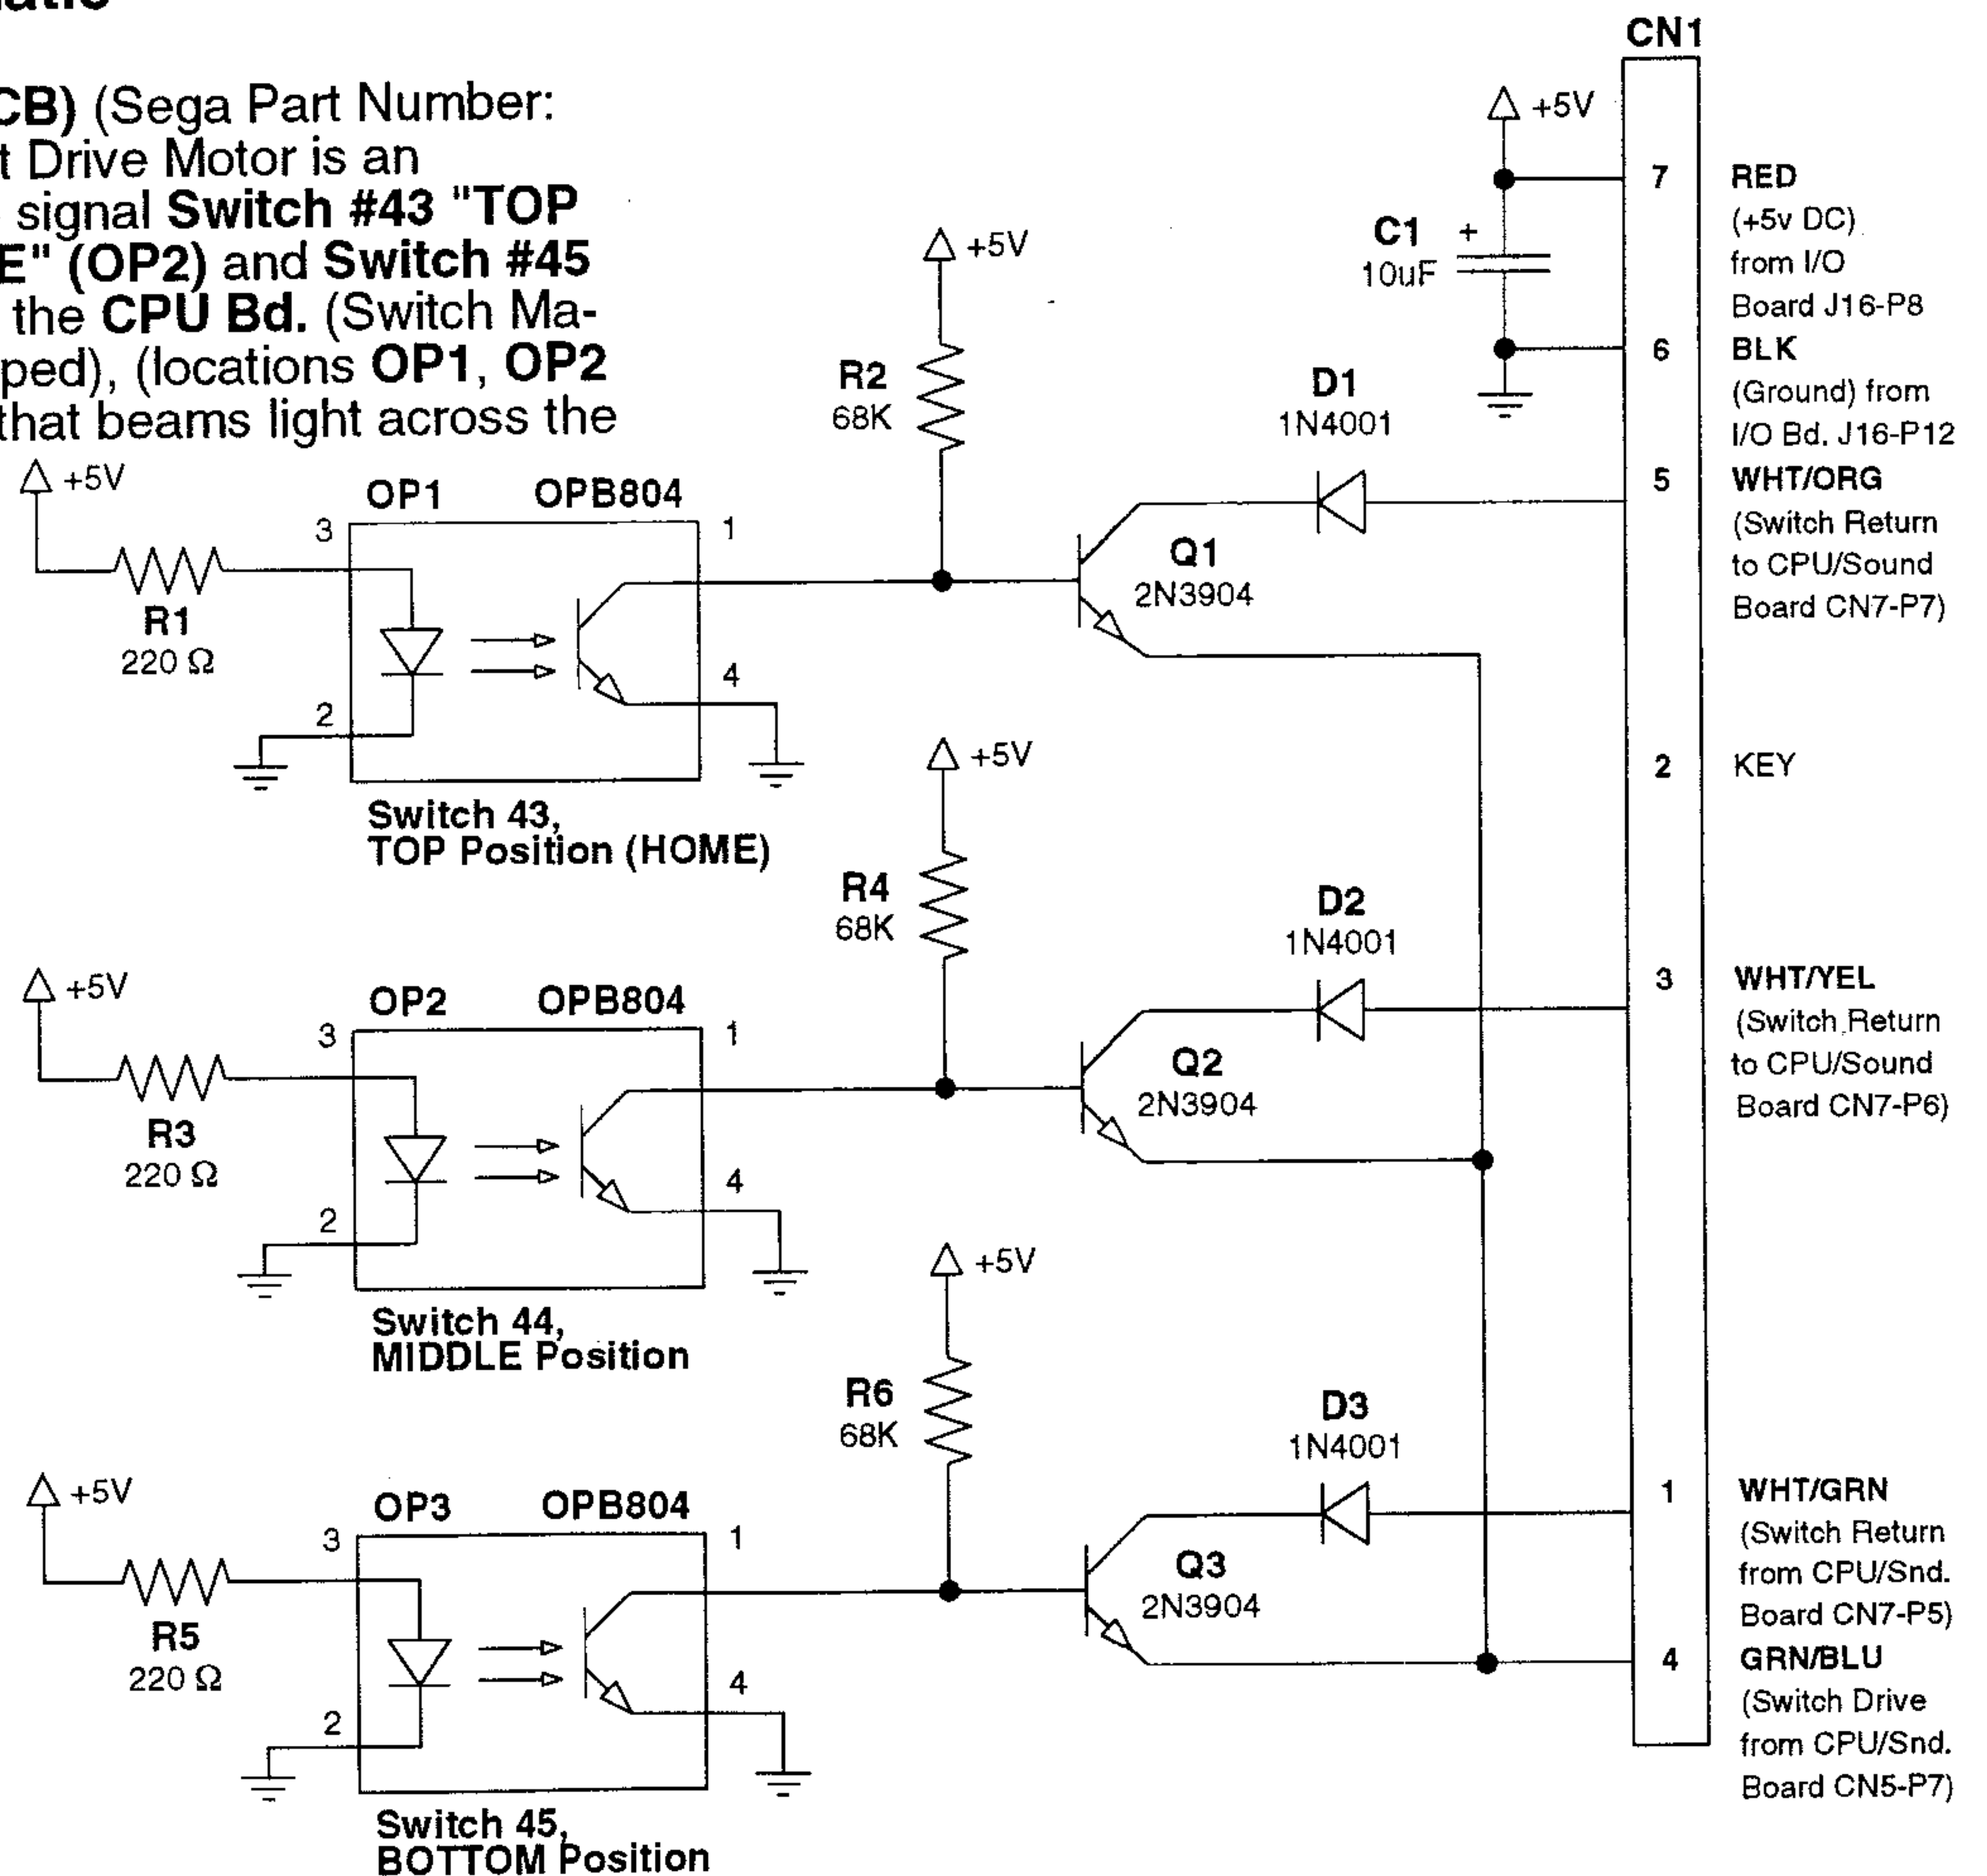 CB) (Sega Part Number:
t Drive Motor is an
signal Switch #43 "TOP
E" (OP2) and Switch #45
the CPU Bd. (Switch Ma-
ped), (locations OP1, OP2
that beams light across the
CN1
+5V
7
RED
(+5v DC)
from I/O
Board J16-P8
C1
+
10uF
6
BLK
(Ground) from
I/O Bd. J16-P12
+5V
R2
68K
D1
1N4001
5
WHT/ORG
(Switch Return
to CPU/Sound
Board CN7-P7)
+5V
OP1
OPB804
3
1
R1
220 Ω
2
4
Q1
2N3904
Switch 43,
TOP Position (HOME)
2
KEY
+5V
R4
68K
D2
1N4001
3
WHT/YEL
(Switch Return
to CPU/Sound
Board CN7-P6)
+5V
OP2
OPB804
3
1
R3
220 Ω
2
4
Q2
2N3904
Switch 44,
MIDDLE Position
+5V
R6
68K
D3
1N4001
1
WHT/GRN
(Switch Return
from CPU/Snd.
Board CN7-P5)
+5V
OP3
OPB804
3
1
R5
220 Ω
2
4
Q3
2N3904
4
GRN/BLU
(Switch Drive
from CPU/Snd.
Board CN5-P7)
Switch 45,
BOTTOM Position